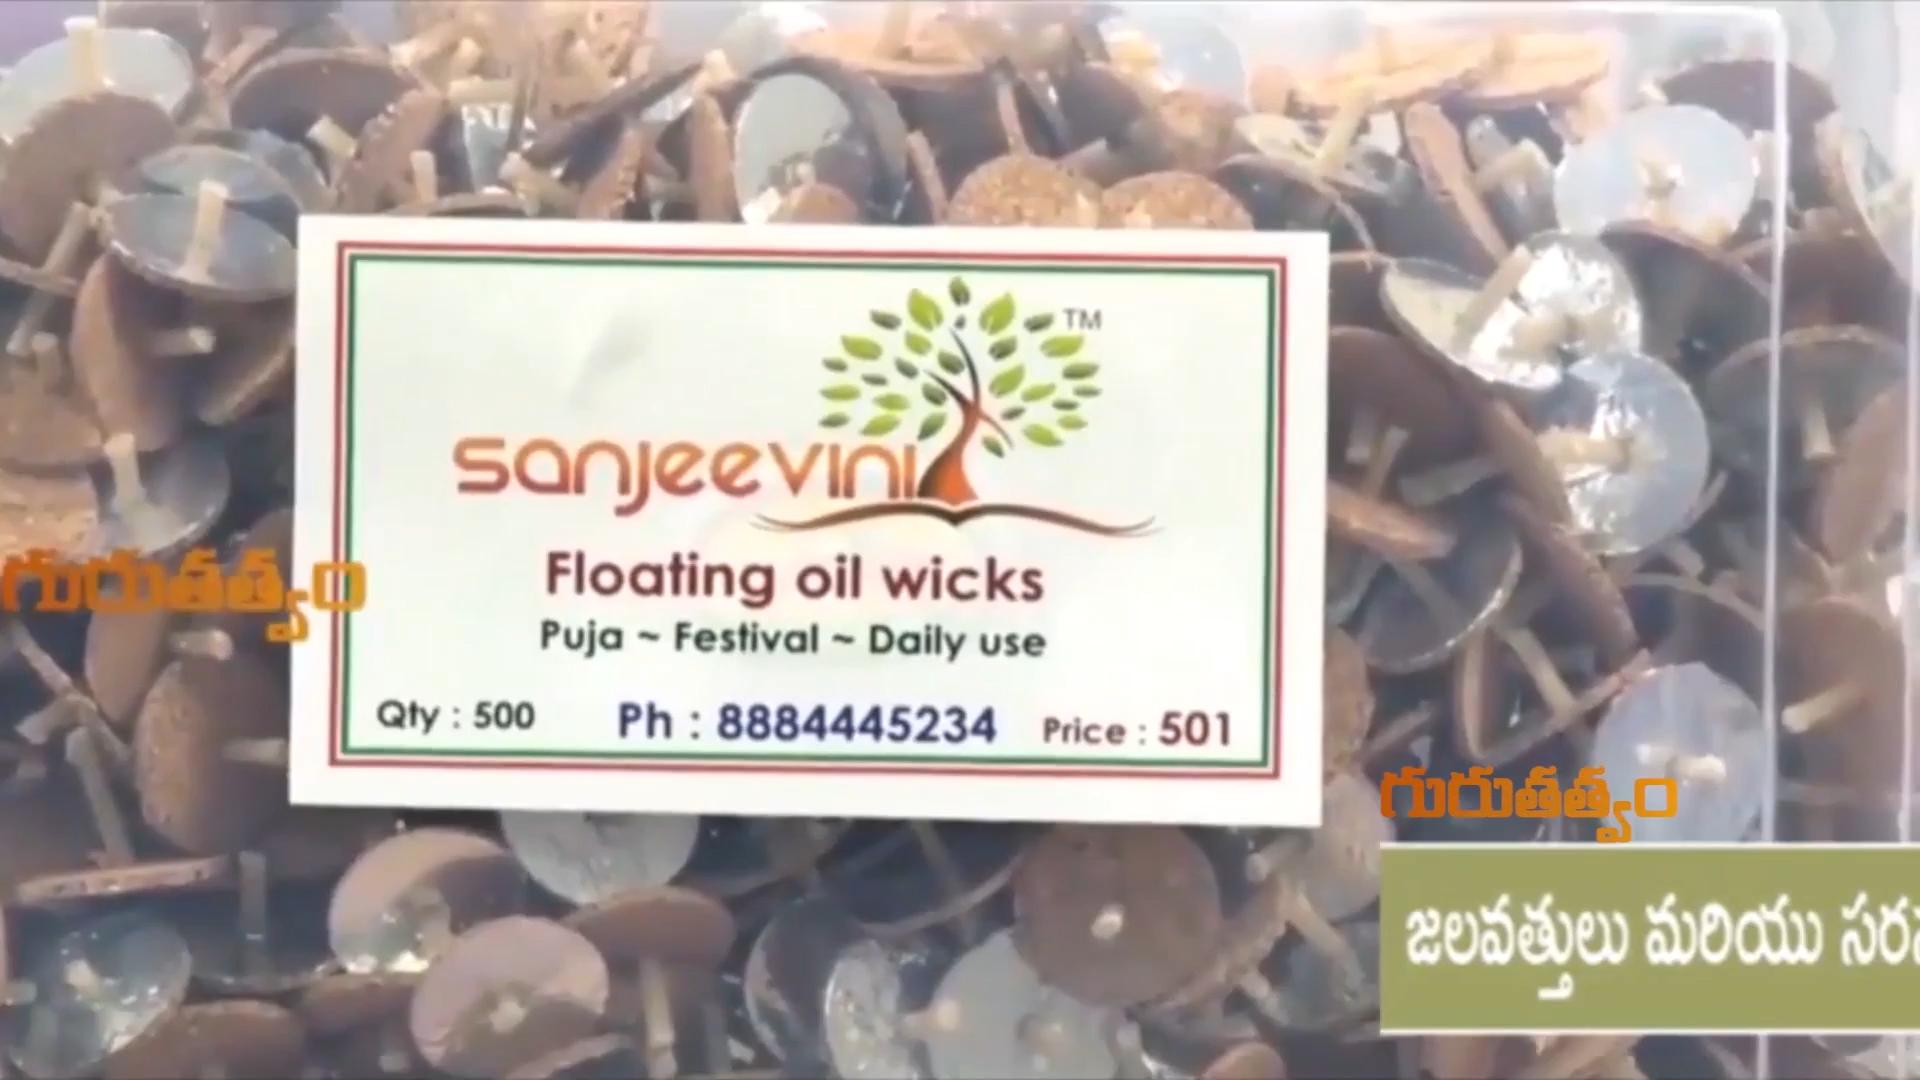 TM
sanjeevini
Floating oil wicks
Puja ~ Festival ~ Daily use
Qty : 500 Ph : 8884445234 Price : 501
గురుతత్వం
గురుతత్వం
జలవత్తులు మరియు